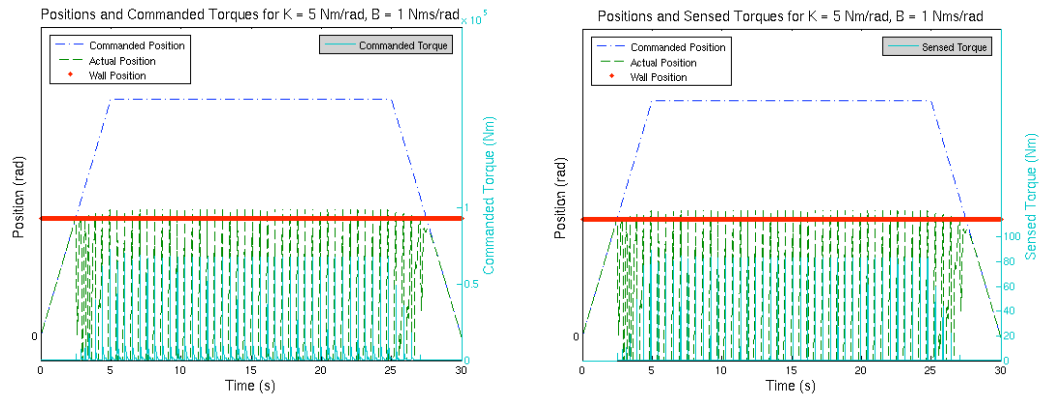 Positions and Commanded Torques for K = 5 Nm/rad, B = 1 Nms/rad
x 10^5
Commanded Position
Actual Position
Wall Position
Commanded Torque
Position (rad)
0
Commanded Torque (Nm)
1
0.5
0
0 5 10 15 20 25 30
Time (s)
Positions and Sensed Torques for K = 5 Nm/rad, B = 1 Nms/rad
Commanded Position
Actual Position
Wall Position
Sensed Torque
Position (rad)
0
Sensed Torque (Nm)
100
80
60
40
20
0
0 5 10 15 20 25 30
Time (s)